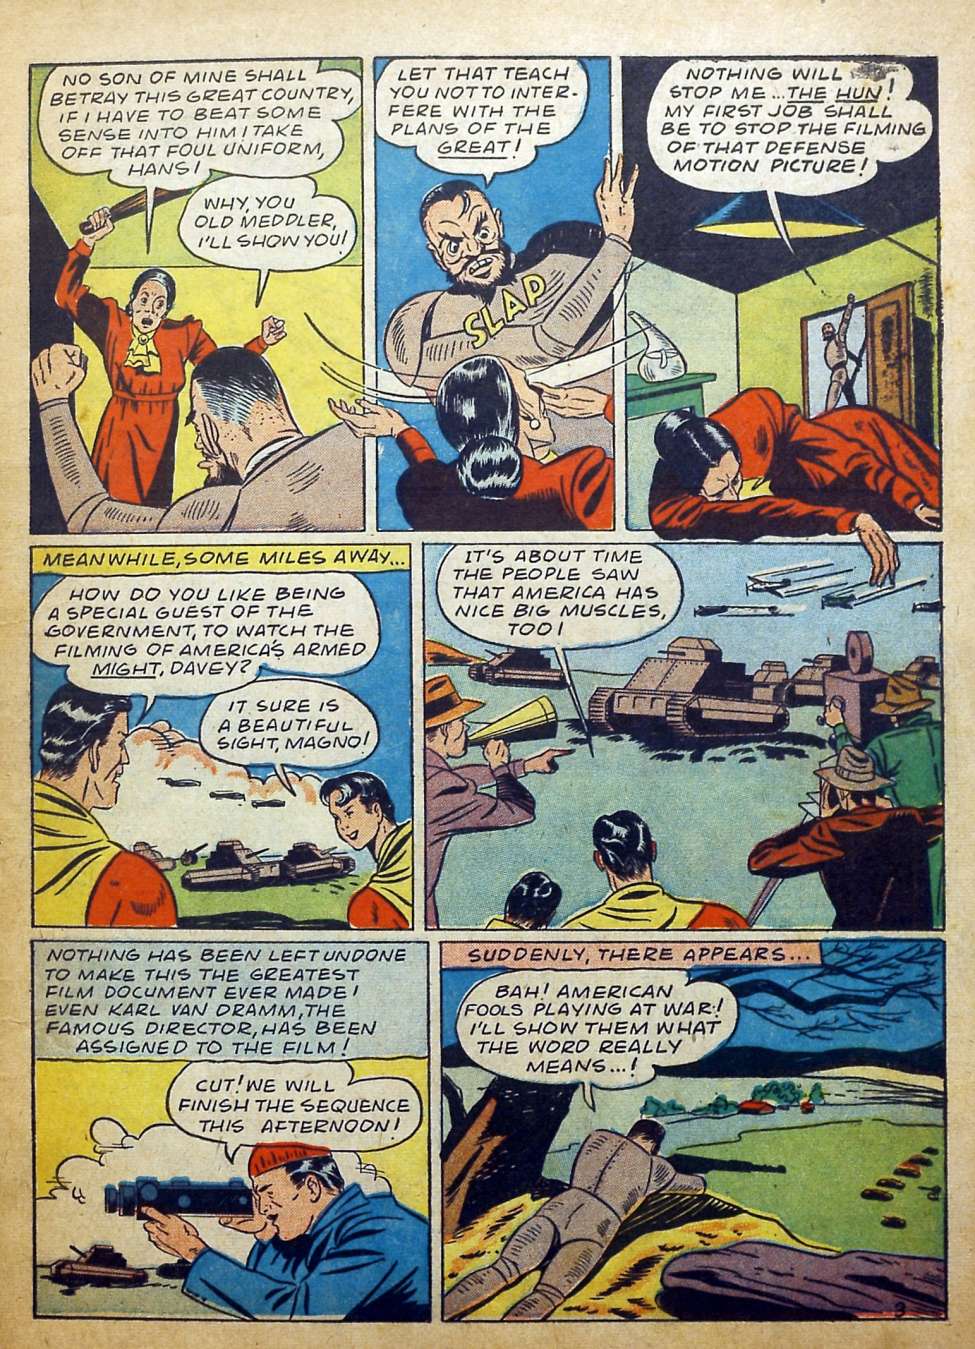 NO SON OF MINE SHALL
BETRAY THIS GREAT COUNTRY,
IF I HAVE TO BEAT SOME
SENSE INTO HIM I TAKE
OFF THAT FOUL UNIFORM,
HANS!
WHY, YOU
OLD MEDDLER,
I'LL SHOW YOU!
LET THAT TEACH
YOU NOT TO INTER-
FERE WITH THE
PLANS OF THE
GREAT!
SLAP
NOTHING WILL
STOP ME... THE HUN!
MY FIRST JOB SHALL
BE TO STOP THE FILMING
OF THAT DEFENSE
MOTION PICTURE!
MEANWHILE, SOME MILES AWAY...
HOW DO YOU LIKE BEING
A SPECIAL GUEST OF THE
GOVERNMENT, TO WATCH THE
FILMING OF AMERICA'S ARMED
MIGHT, DAVEY?
IT SURE IS
A BEAUTIFUL
SIGHT, MAGNO!
IT'S ABOUT TIME
THE PEOPLE SAW
THAT AMERICA HAS
NICE BIG MUSCLES,
TOO!
NOTHING HAS BEEN LEFT UNDONE
TO MAKE THIS THE GREATEST
FILM DOCUMENT EVER MADE!
EVEN KARL VAN DRAMM, THE
FAMOUS DIRECTOR, HAS BEEN
ASSIGNED TO THE FILM!
CUT! WE WILL
FINISH THE SEQUENCE
THIS AFTERNOON!
SUDDENLY, THERE APPEARS...
BAH! AMERICAN
FOOLS PLAYING AT WAR!
I'LL SHOW THEM WHAT
THE WORD REALLY
MEANS...!
3